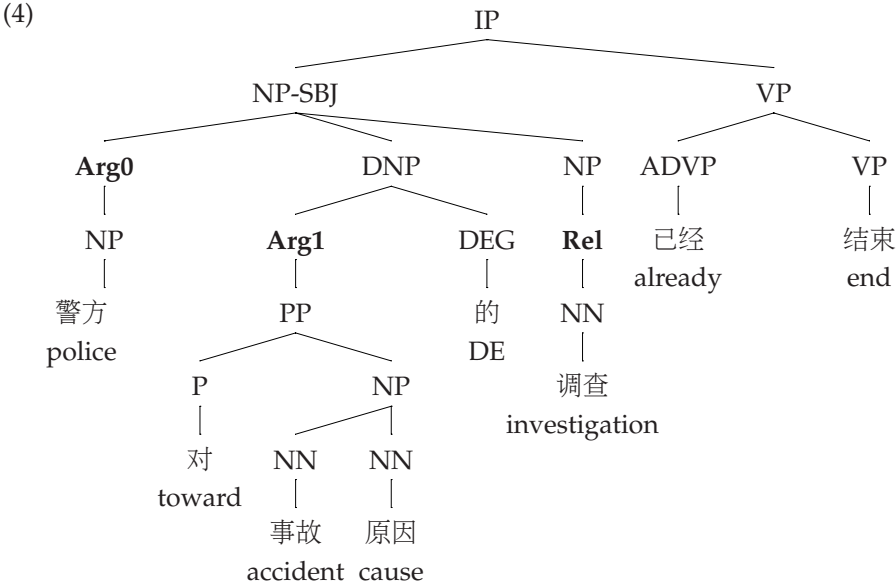 (4)
IP
NP-SBJ VP
Arg0 DNP NP ADVP VP
NP Arg1 DEG Rel 已经 结束
already end
警方 PP 的 NN
police DE
P NP 调查
investigation
对 NN NN
toward
事故 原因
accident cause